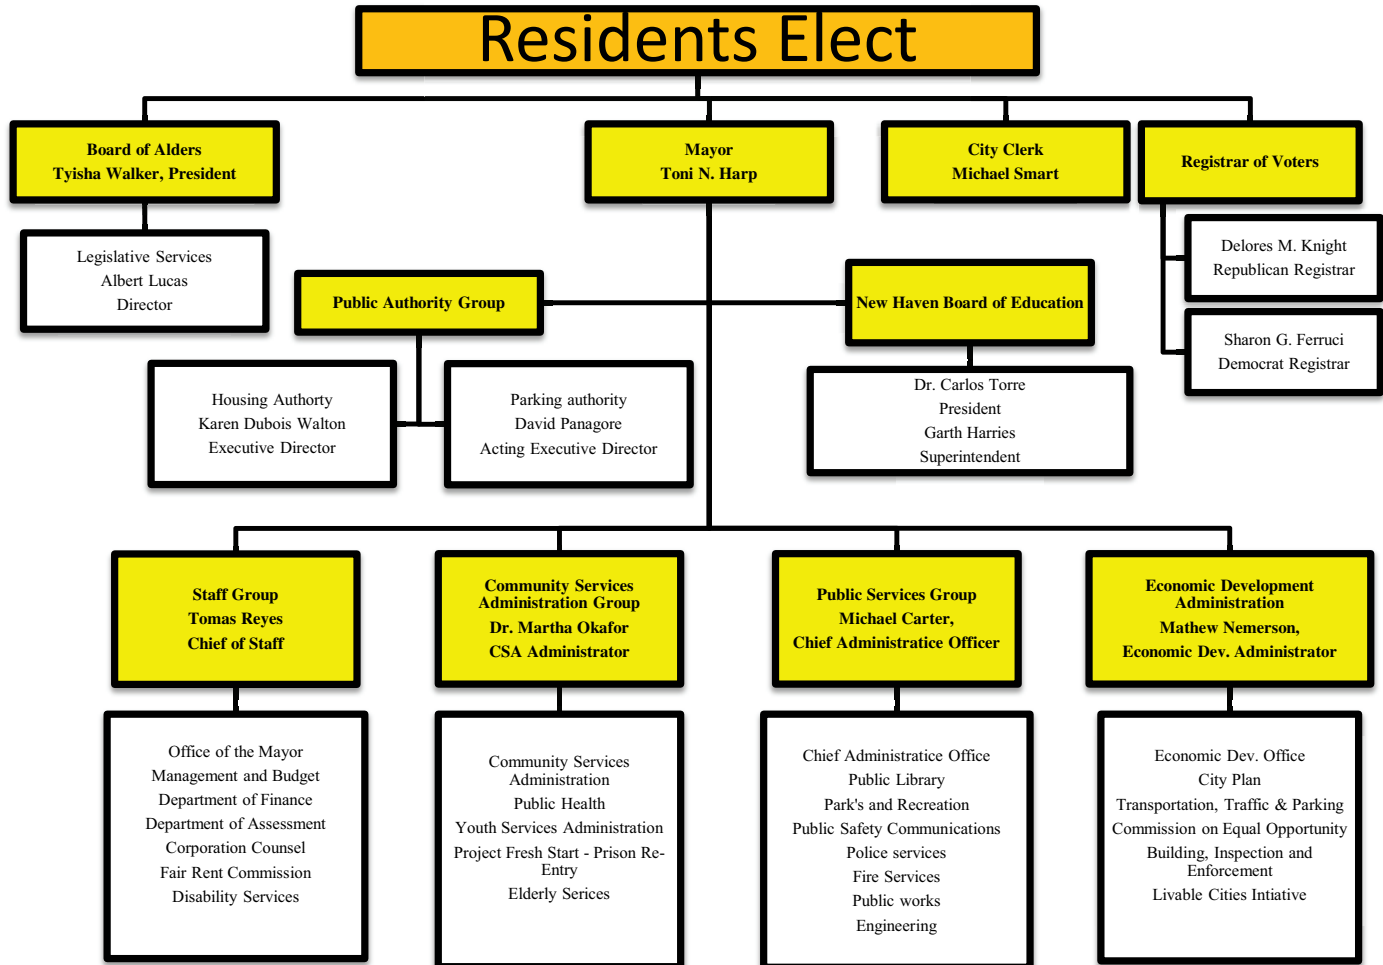 Residents Elect
Board of Alders
Tyisha Walker, President
Mayor
Toni N. Harp
City Clerk
Michael Smart
Registrar of Voters
Legislative Services
Albert Lucas
Director
Delores M. Knight
Republican Registrar
Public Authority Group
New Haven Board of Education
Sharon G. Ferruci
Democrat Registrar
Housing Authorty
Karen Dubois Walton
Executive Director
Parking authority
David Panagore
Acting Executive Director
Dr. Carlos Torre
President
Garth Harries
Superintendent
Staff Group
Tomas Reyes
Chief of Staff
Community Services
Administration Group
Dr. Martha Okafor
CSA Administrator
Public Services Group
Michael Carter,
Chief Administratice Officer
Economic Development
Administration
Mathew Nemerson,
Economic Dev. Administrator
Office of the Mayor
Management and Budget
Department of Finance
Department of Assessment
Corporation Counsel
Fair Rent Commission
Disability Services
Community Services
Administration
Public Health
Youth Services Administration
Project Fresh Start - Prison Re-
Entry
Elderly Serices
Chief Administratice Office
Public Library
Park's and Recreation
Public Safety Communications
Police services
Fire Services
Public works
Engineering
Economic Dev. Office
City Plan
Transportation, Traffic & Parking
Commission on Equal Opportunity
Building, Inspection and
Enforcement
Livable Cities Intiative